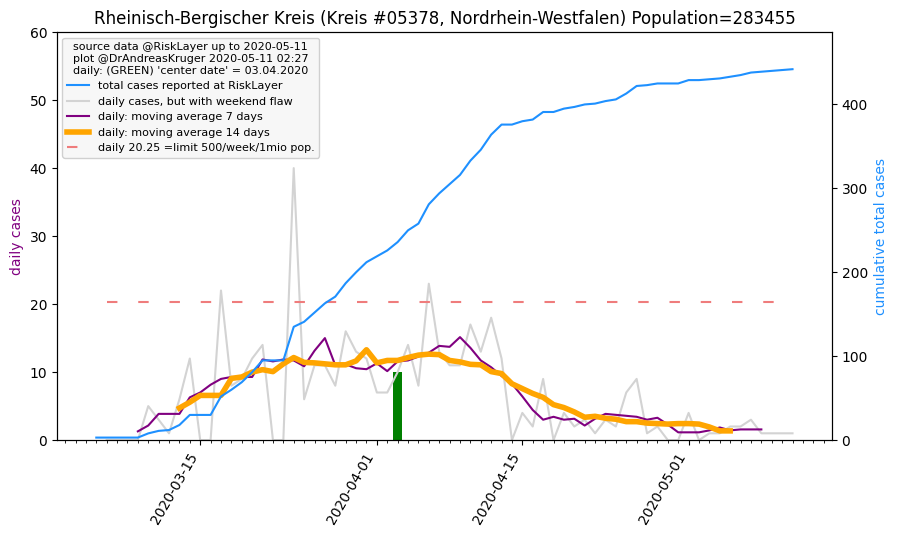 Rheinisch-Bergischer Kreis (Kreis #05378, Nordrhein-Westfalen) Population=283455
source data @RiskLayer up to 2020-05-11
plot @DrAndreasKruger 2020-05-11 02:27
daily: (GREEN) 'center date' = 03.04.2020
total cases reported at RiskLayer
daily cases, but with weekend flaw
daily: moving average 7 days
daily: moving average 14 days
daily 20.25 =limit 500/week/1mio pop.
daily cases
60
50
40
30
20
10
0
cumulative total cases
400
300
200
100
0
2020-03-15
2020-04-01
2020-04-15
2020-05-01